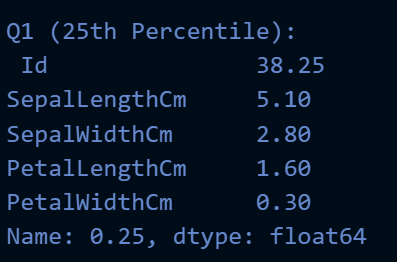 Q1 (25th Percentile):
Id 38.25
SepalLengthCm 5.10
SepalWidthCm 2.80
PetalLengthCm 1.60
PetalWidthCm 0.30
Name: 0.25, dtype: float64